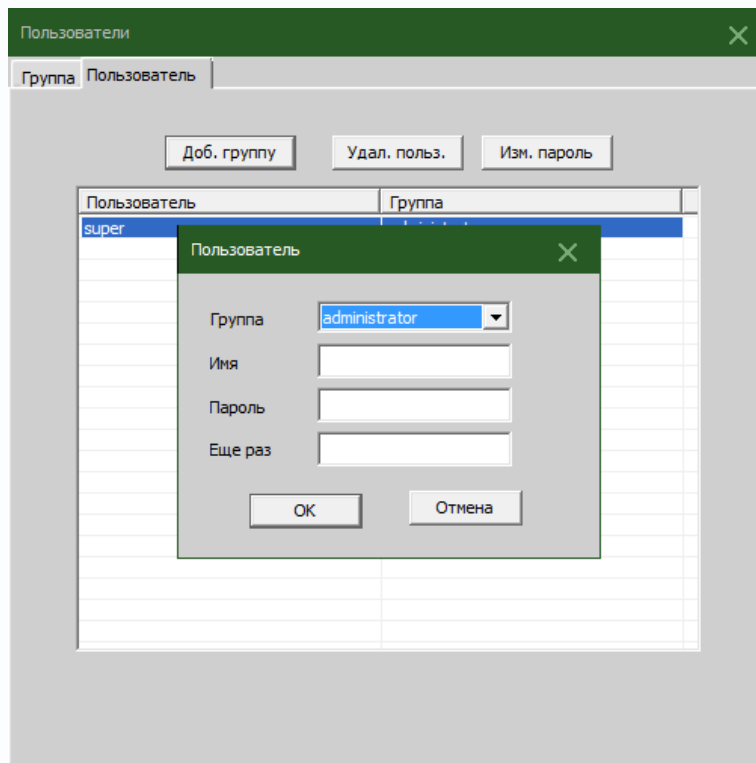 Пользователи
Группа Пользователь
Доб. группу Удал. польз. Изм. пароль
Пользователь Группа
super
Пользователь
Группа administrator
Имя
Пароль
Еще раз
OK Отмена